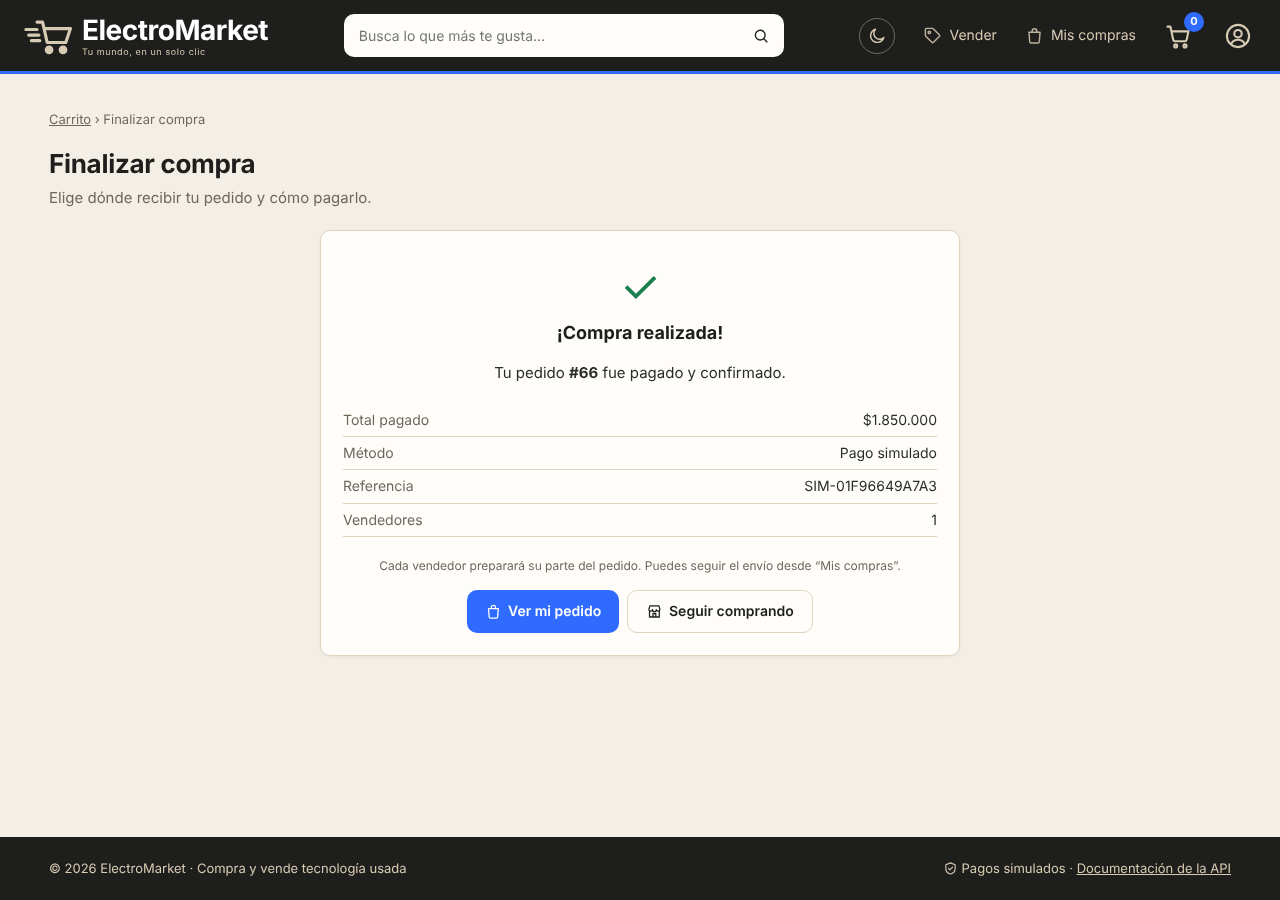 ElectroMarket
Tu mundo, en un solo clic
Busca lo que más te gusta...
Vender
Mis compras
0
Carrito › Finalizar compra
Finalizar compra
Elige dónde recibir tu pedido y cómo pagarlo.
¡Compra realizada!
Tu pedido #66 fue pagado y confirmado.
Total pagado $1.850.000
Método Pago simulado
Referencia SIM-01F96649A7A3
Vendedores 1
Cada vendedor preparará su parte del pedido. Puedes seguir el envío desde “Mis compras”.
Ver mi pedido Seguir comprando
© 2026 ElectroMarket · Compra y vende tecnología usada
Pagos simulados · Documentación de la API